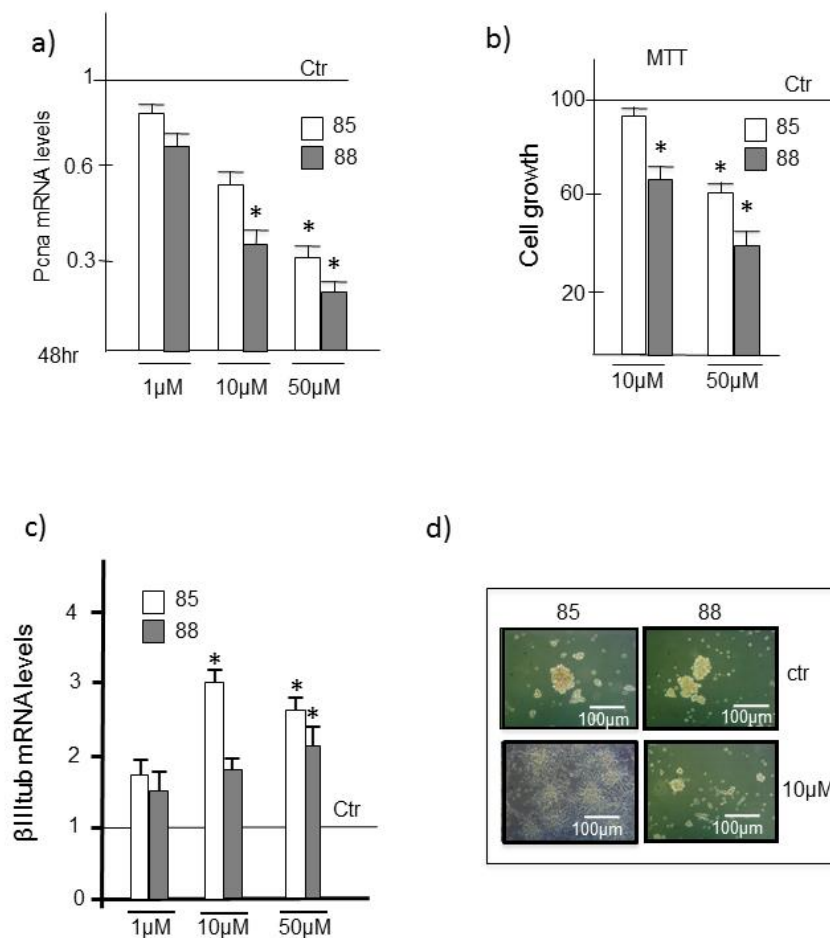 a)
Pcna mRNA levels
1
0.6
0.3
48hr
Ctr
85
88
*
*
*
1µM
10µM
50µM
b)
MTT
Cell growth
100
60
20
Ctr
85
88
*
*
*
10µM
50µM
c)
βIIItub mRNA levels
4
3
2
1
0
85
88
*
*
*
Ctr
1µM
10µM
50µM
d)
85 88
100µm 100µm ctr
100µm 100µm 10µM